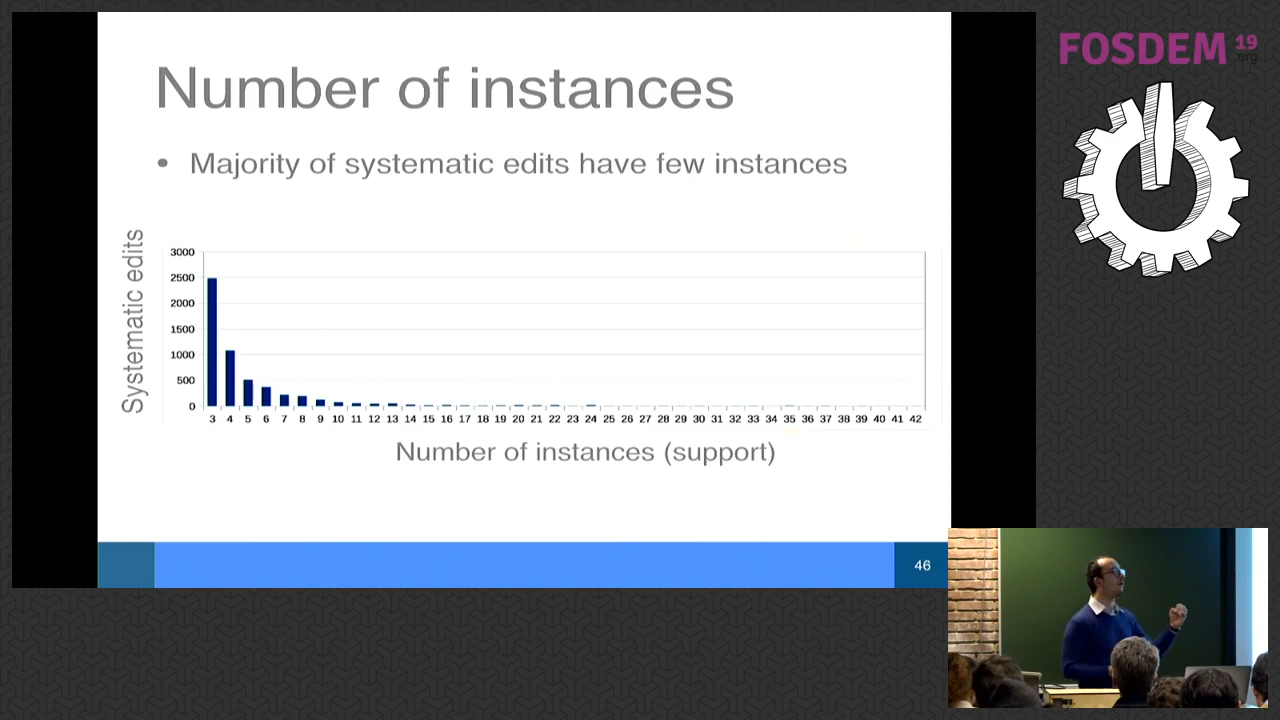 Number of instances
• Majority of systematic edits have few instances
Systematic edits
3000
2500
2000
1500
1000
500
0
3 4 5 6 7 8 9 10 11 12 13 14 15 16 17 18 19 20 21 22 23 24 25 26 27 28 29 30 31 32 33 34 35 36 37 38 39 40 41 42
Number of instances (support)
46
FOSDEM 19
.org